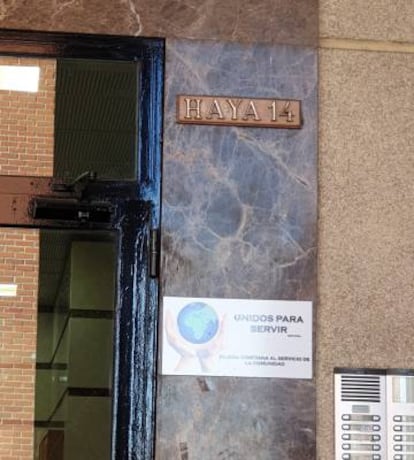 HAYA 14
UNIDOS PARA
SERVIR
IGLESIA CRISTIANA AL SERVICIO DE
LA COMUNIDAD